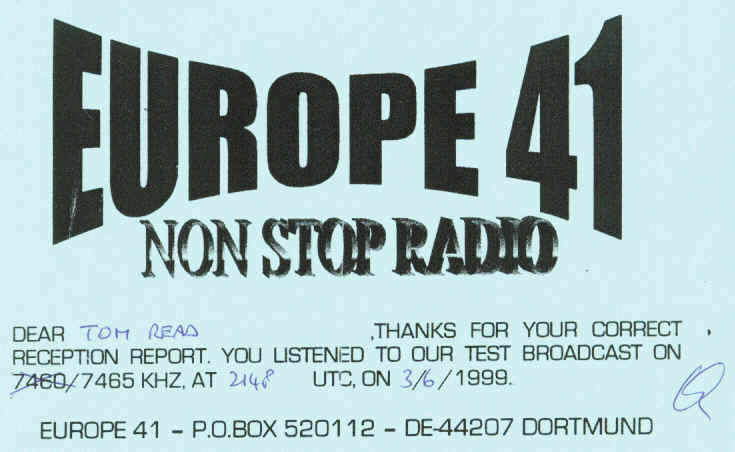 EUROPE 41
NON STOP RADIO
DEAR TOM READ ,THANKS FOR YOUR CORRECT
RECEPTION REPORT. YOU LISTENED TO OUR TEST BROADCAST ON
7460/7465 KHZ, AT 2148 UTC, ON 3/6/1999.
EUROPE 41 – P.O.BOX 520112 – DE-44207 DORTMUND